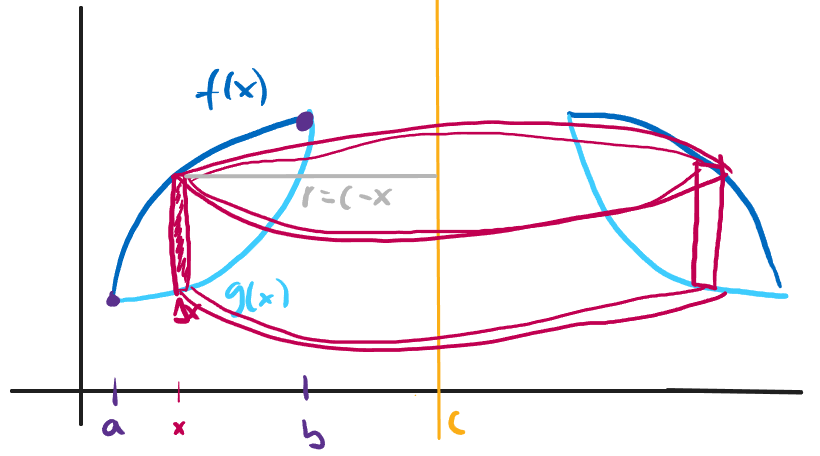 f(x)
r=c-x
g(x)
Δx
a x b c